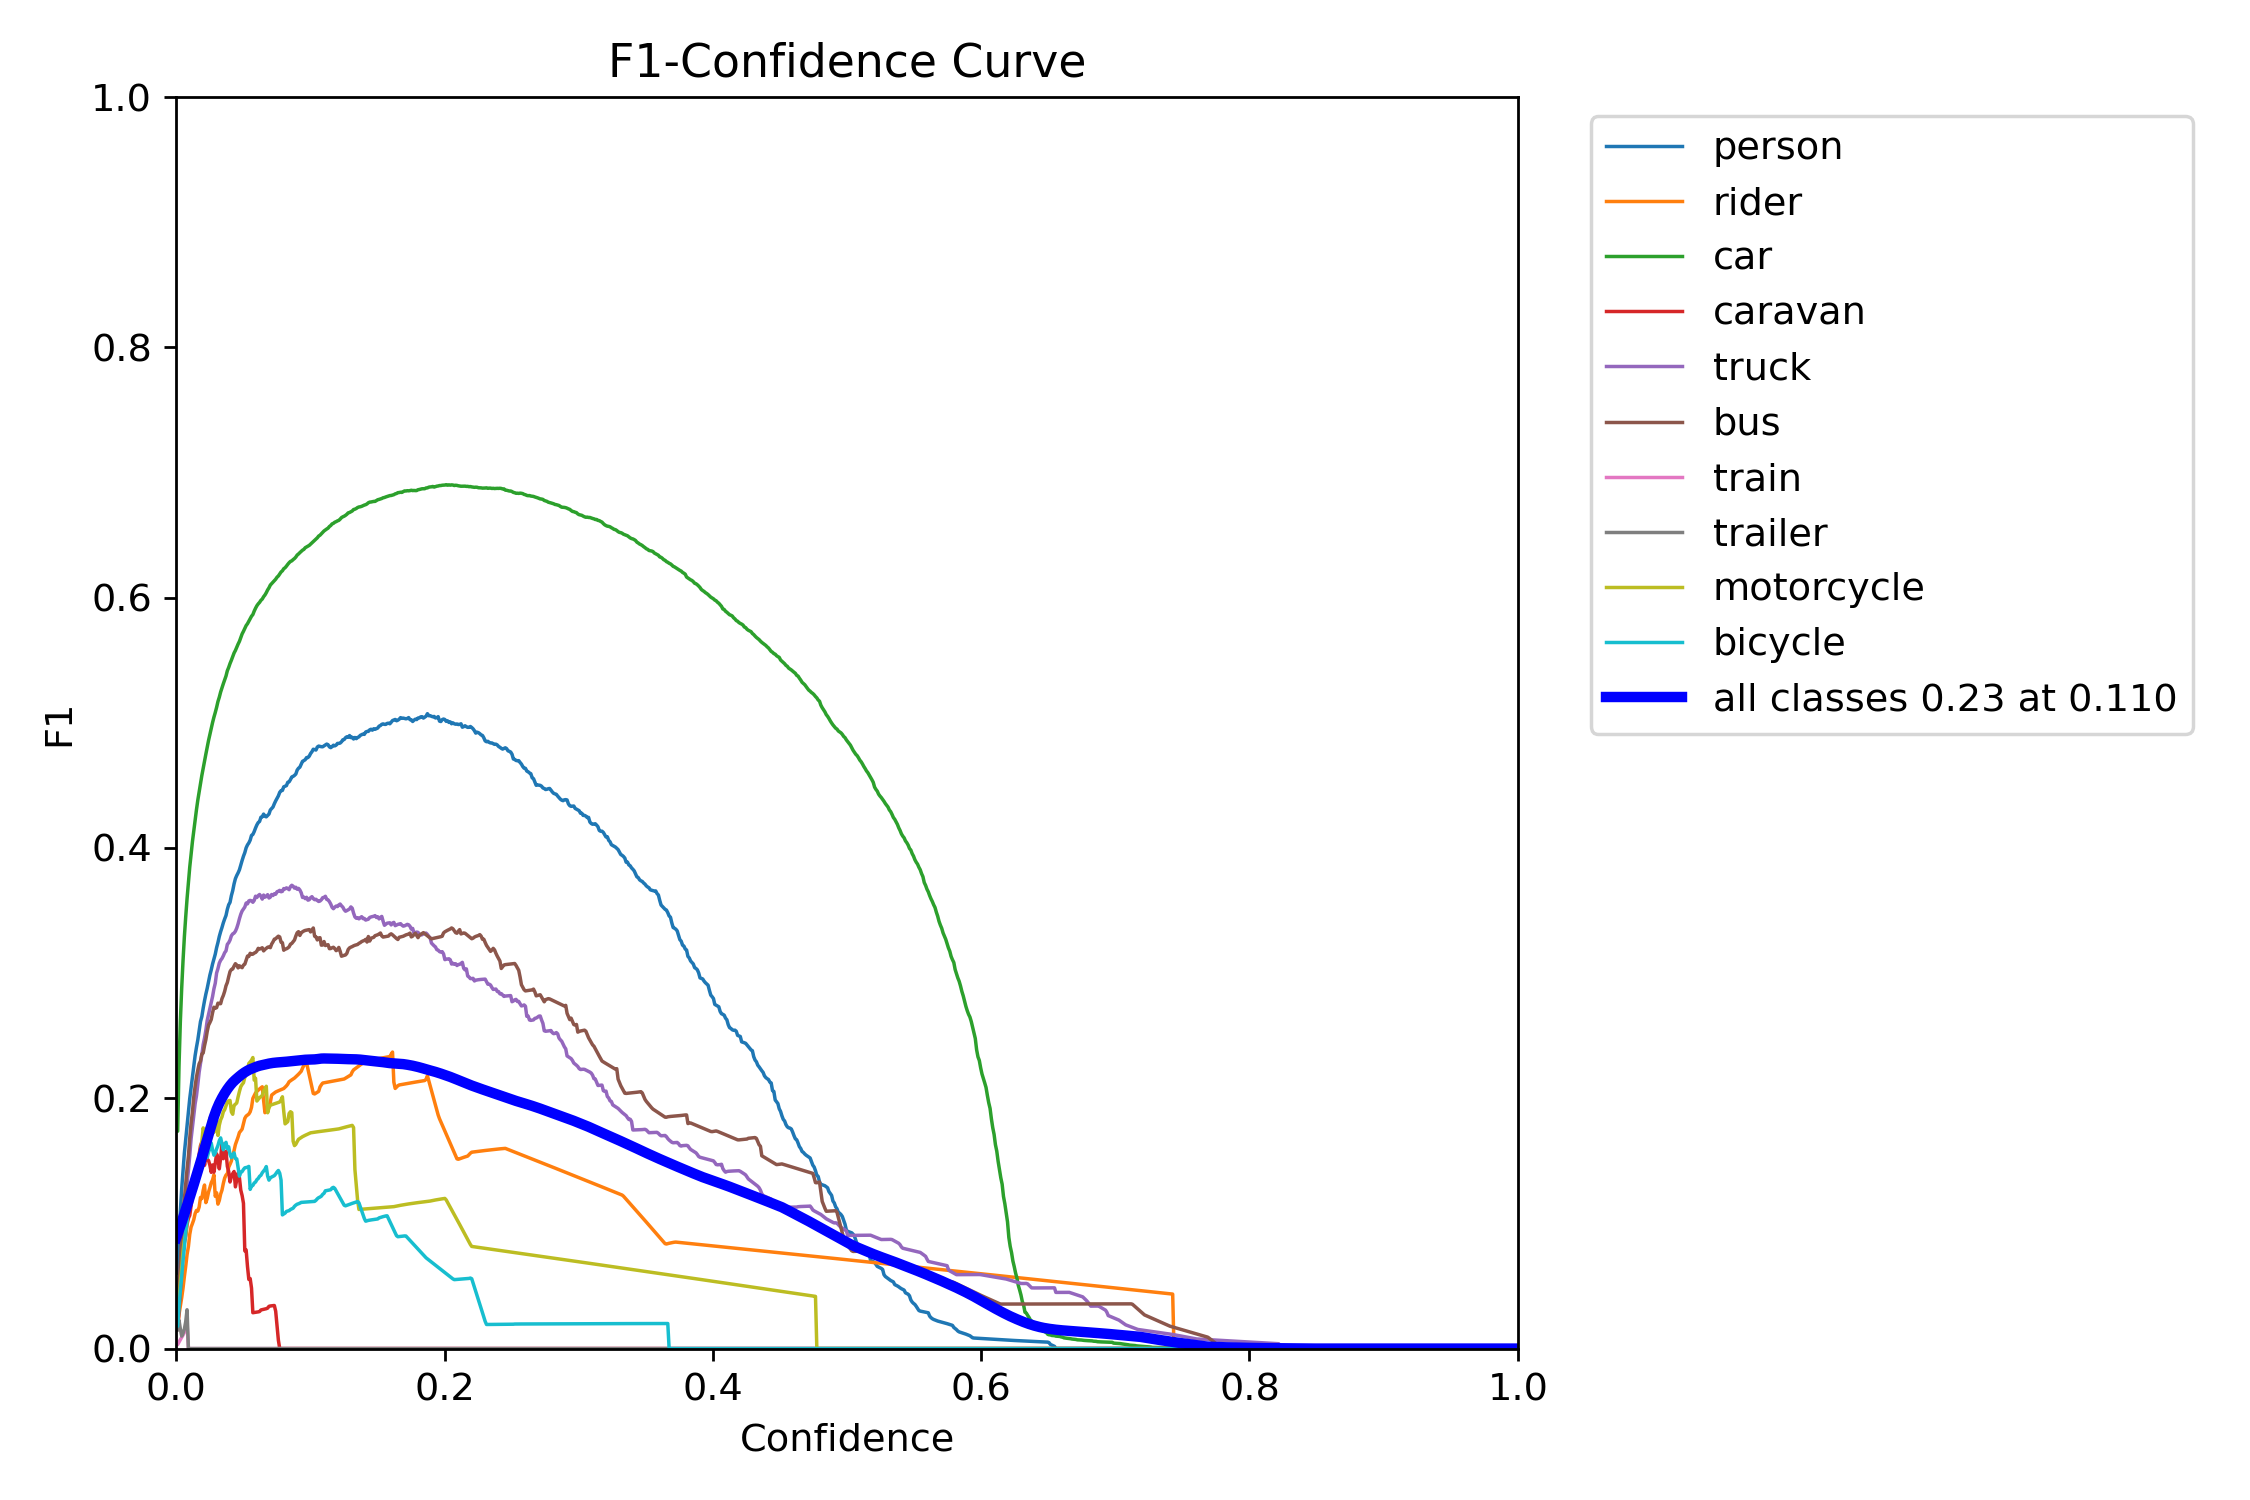 F1-Confidence Curve
1.0
0.8
0.6
0.4
0.2
0.0
F1
0.0 0.2 0.4 0.6 0.8 1.0
Confidence
person
rider
car
caravan
truck
bus
train
trailer
motorcycle
bicycle
all classes 0.23 at 0.110